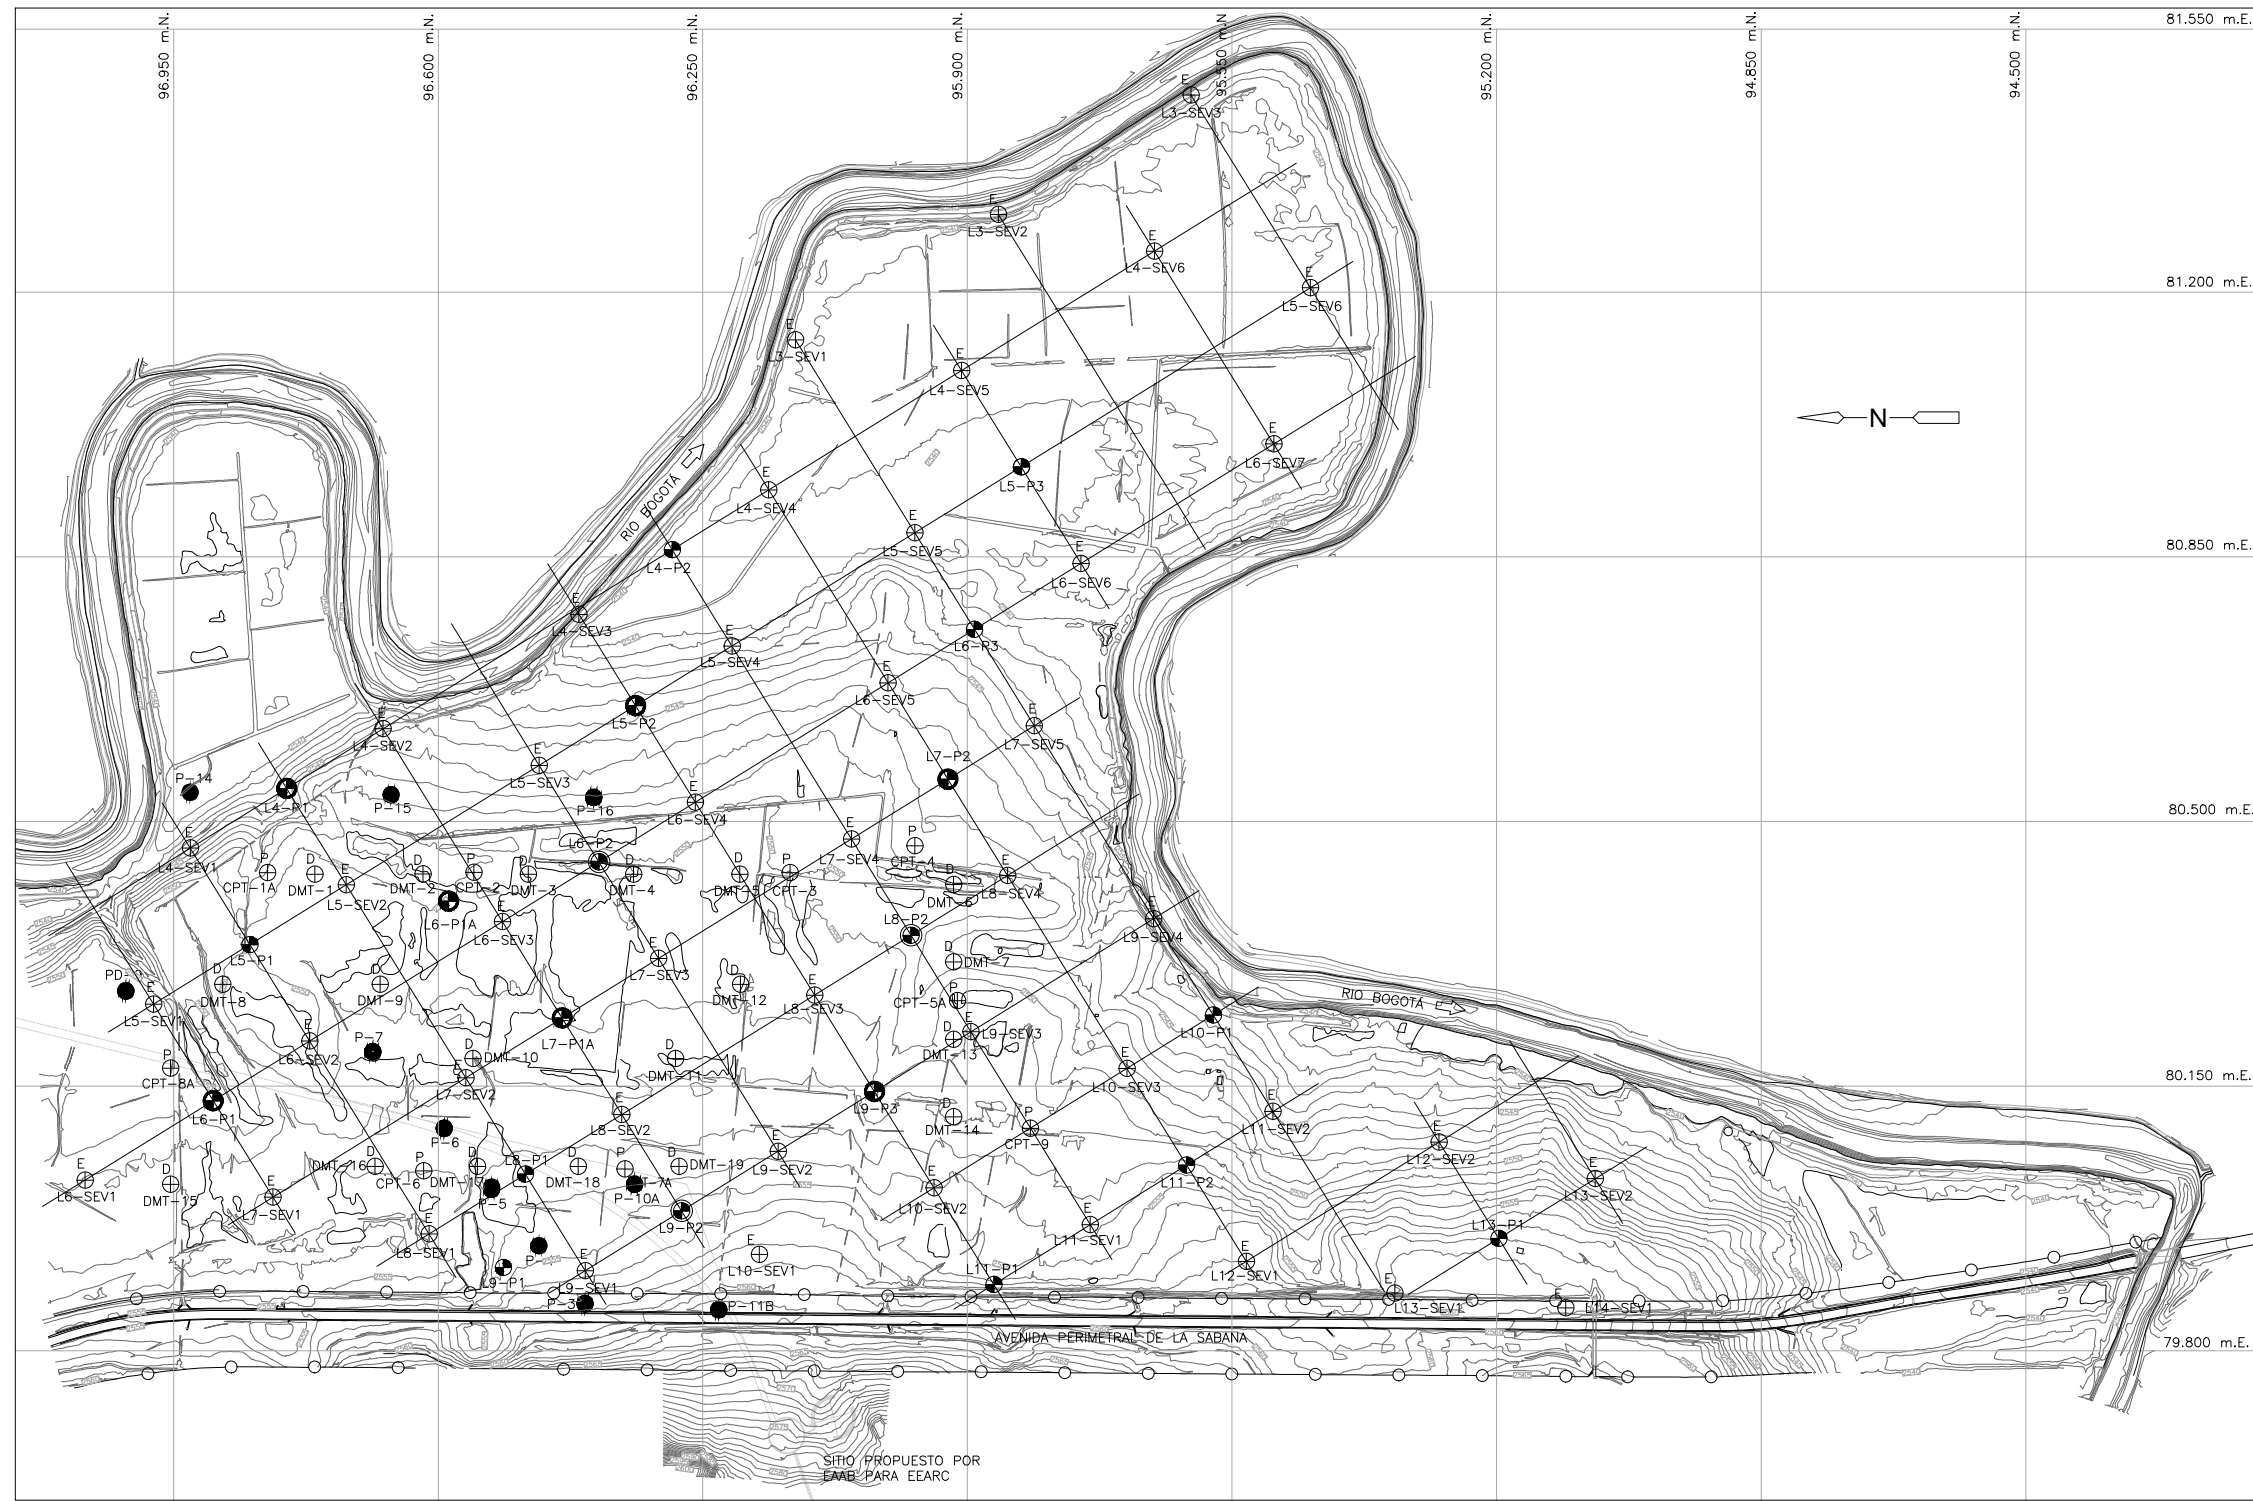 81.550 m.E.
96.950 m.N.
96.600 m.N.
96.250 m.N.
95.900 m.N.
95.550 m.N.
95.200 m.N.
94.850 m.N.
94.500 m.N.
E
L3-SEV3
E
L3-SEV2
E
L4-SEV6
81.200 m.E.
E
L5-SEV6
E
L3-SEV1
E
L4-SEV5
N
E
L6-SEV7
L5-P3
E
L4-SEV4
RIO BOGOTÁ
E
L5-SEV5
80.850 m.E.
L4-P2
E
L6-SEV6
E
L4-SEV3
L6-P3
E
L5-SEV4
E
L6-SEV5
L5-P2
E
L4-SEV2
E
L7-SEV5
L7-P2
E
L5-SEV3
P-14
L4-P1
P-15
P-16
E
L6-SEV4
80.500 m.E.
E
L4-SEV1
L6-P2
E
L7-SEV4
P
CPT-4
P
CPT-1A
D
DMT-1
E
L5-SEV2
D
DMT-2
P
CPT-2
D
DMT-3
D
DMT-4
D
DMT-5
P
CPT-3
D
DMT-6
E
L8-SEV4
L6-P1A
E
L6-SEV3
L8-P2
E
L9-SEV4
L5-P1
E
L7-SEV3
D
DMT-7
PD-
E
L5-SEV1
D
DMT-8
D
DMT-9
D
DMT-12
E
L8-SEV3
P
CPT-5A
RIO BOGOTÁ
L10-P1
L7-P1A
E
L9-SEV3
D
DMT-13
E
L6-SEV2
P-7
D
DMT-10
E
L7-SEV2
D
DMT-11
P
CPT-8A
E
L10-SEV3
80.150 m.E.
L6-P1
L9-P3
E
L8-SEV2
D
DMT-14
P
CPT-9
E
L11-SEV2
P-6
E
L12-SEV2
E
L6-SEV1
D
DMT-15
D
DMT-16
P
CPT-6
D
DMT-17
L8-P1
P-5
D
DMT-18
P
P-10A
D
DMT-19
E
L9-SEV2
L11-P2
E
L13-SEV2
E
L7-SEV1
E
L10-SEV2
L9-P2
E
L8-SEV1
E
L11-SEV1
L13-P1
E
L10-SEV1
E
L12-SEV1
L9-P1
P-
E
L9-SEV1
L11-P1
P-3
P-11B
E
L13-SEV1
E
L14-SEV1
AVENIDA PERIMETRAL DE LA SABANA
79.800 m.E.
SITIO PROPUESTO POR
EAAB PARA EEARC